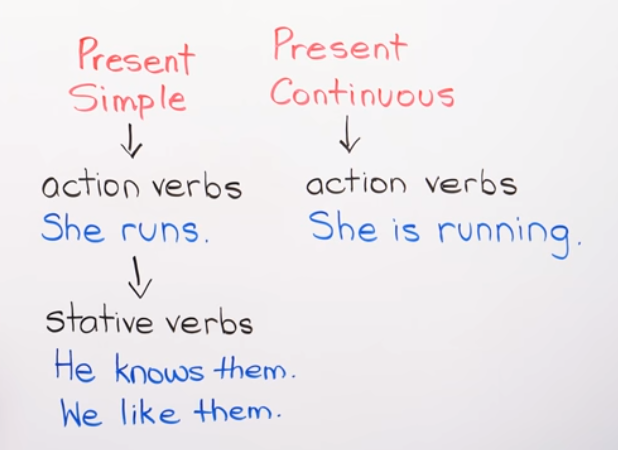 Present
Simple
action verbs
She runs.
stative verbs
He knows them.
We like them.
Present
Continuous
action verbs
She is running.